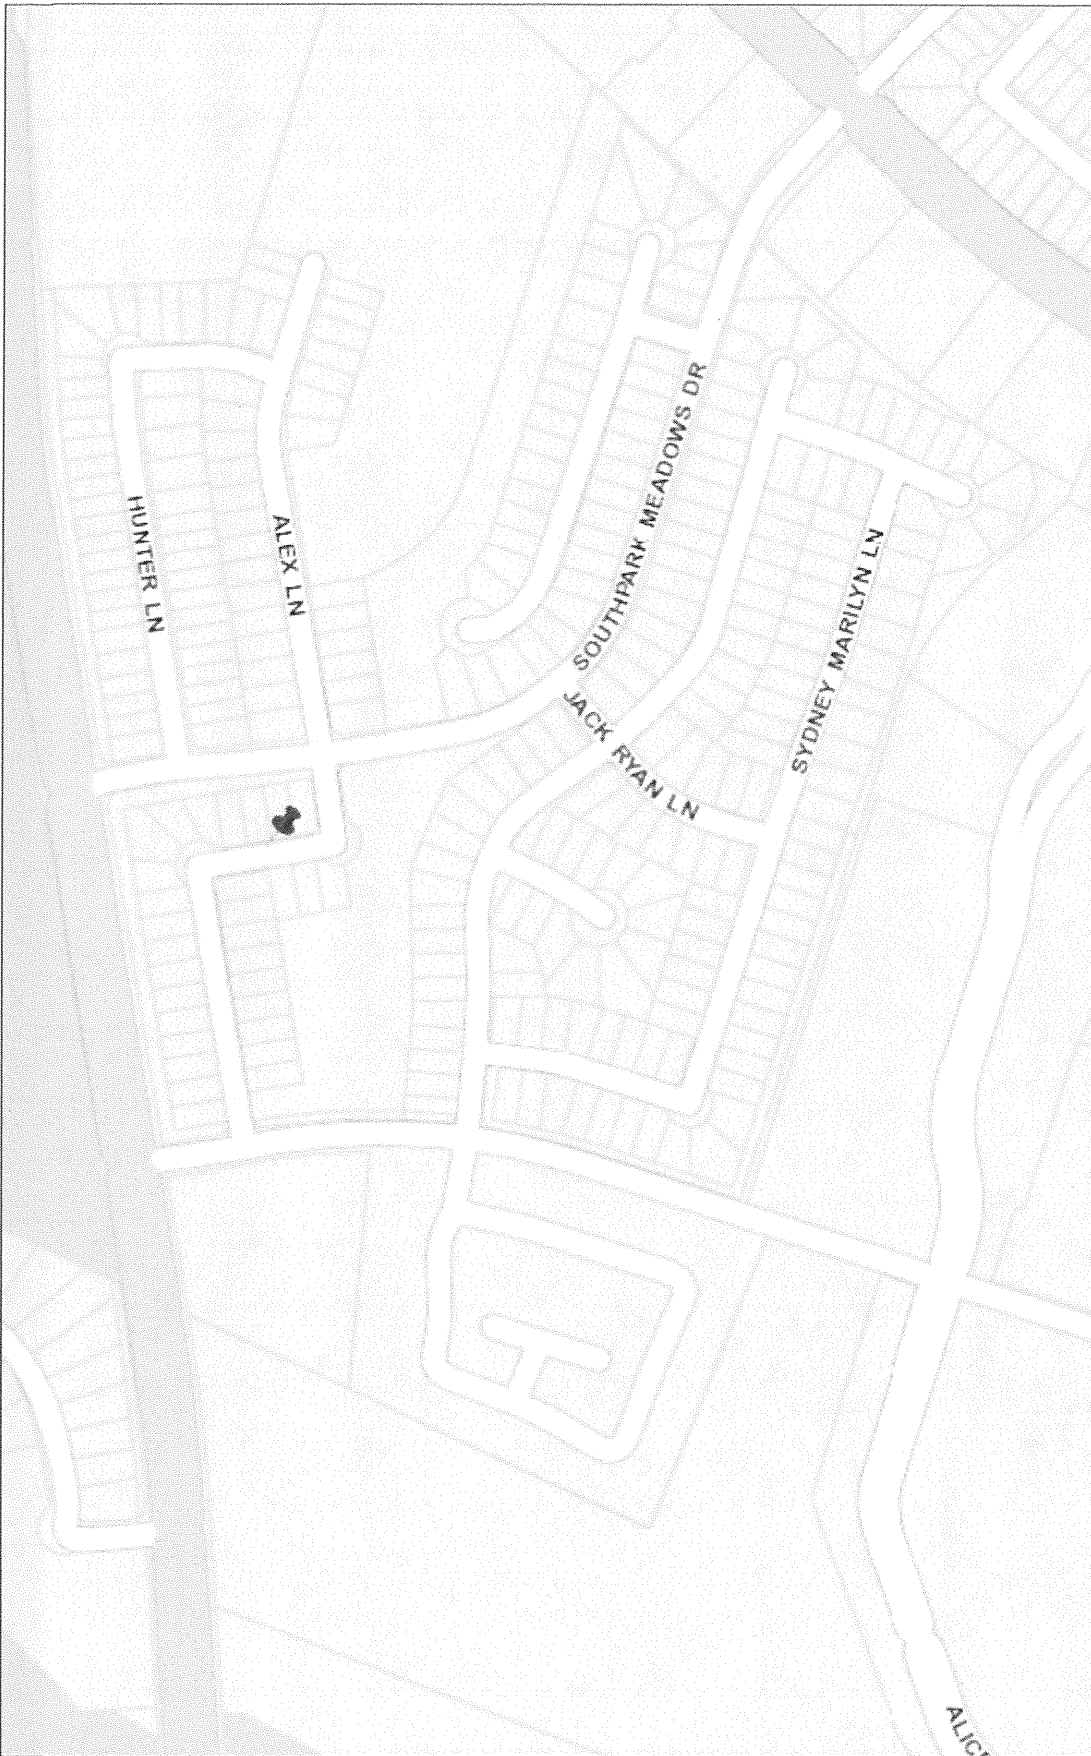 SOUTHPARK MEADOWS DR
HUNTER LN
ALEX LN
SYDNEY MARILYN LN
JACK RYAN LN